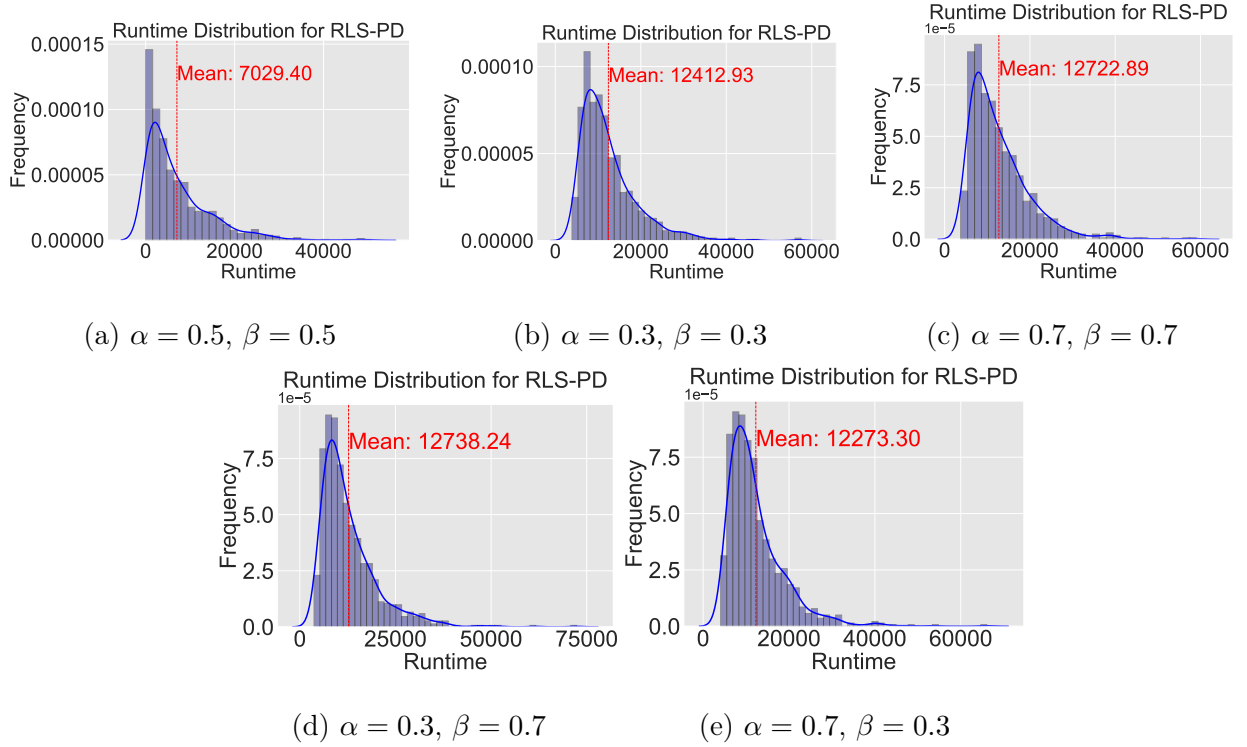 Runtime Distribution for RLS-PD
0.00015
0.00010
0.00005
0.00000
Frequency
Mean: 7029.40
0 20000 40000
Runtime
(a) α = 0.5, β = 0.5
Runtime Distribution for RLS-PD
0.00010
0.00005
0.00000
Frequency
Mean: 12412.93
0 20000 40000 60000
Runtime
(b) α = 0.3, β = 0.3
Runtime Distribution for RLS-PD
1e-5
7.5
5.0
2.5
0.0
Frequency
Mean: 12722.89
0 20000 40000 60000
Runtime
(c) α = 0.7, β = 0.7
Runtime Distribution for RLS-PD
1e-5
7.5
5.0
2.5
0.0
Frequency
Mean: 12738.24
0 25000 50000 75000
Runtime
(d) α = 0.3, β = 0.7
Runtime Distribution for RLS-PD
1e-5
7.5
5.0
2.5
0.0
Frequency
Mean: 12273.30
0 20000 40000 60000
Runtime
(e) α = 0.7, β = 0.3